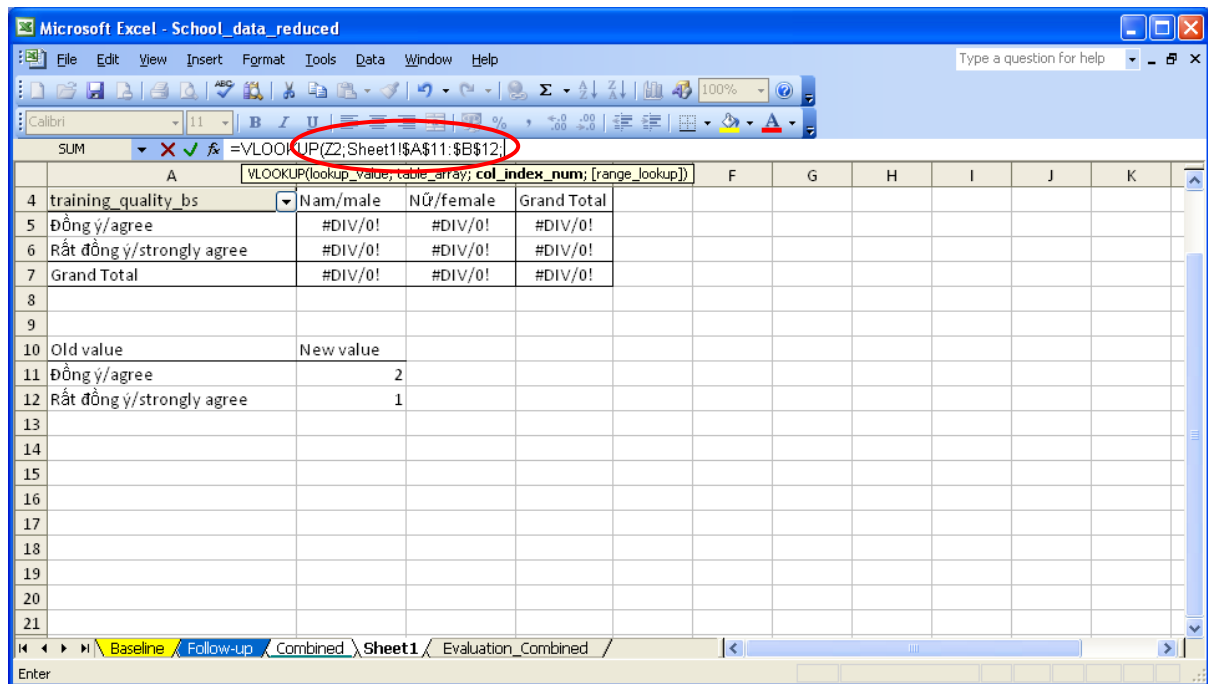 Microsoft Excel - School_data_reduced
File Edit View Insert Format Tools Data Window Help Type a question for help
100%
Calibri 11 B I U % A
SUM =VLOOKUP(Z2;Sheet1!$A$11:$B$12;
VLOOKUP(lookup_value; table_array; col_index_num; [range_lookup])
A F G H I J K
4 training_quality_bs Nam/male Nữ/female Grand Total
5 Đồng ý/agree #DIV/0! #DIV/0! #DIV/0!
6 Rất đồng ý/strongly agree #DIV/0! #DIV/0! #DIV/0!
7 Grand Total #DIV/0! #DIV/0! #DIV/0!
8
9
10 Old value New value
11 Đồng ý/agree 2
12 Rất đồng ý/strongly agree 1
13
14
15
16
17
18
19
20
21
Baseline Follow-up Combined Sheet1 Evaluation_Combined
Enter